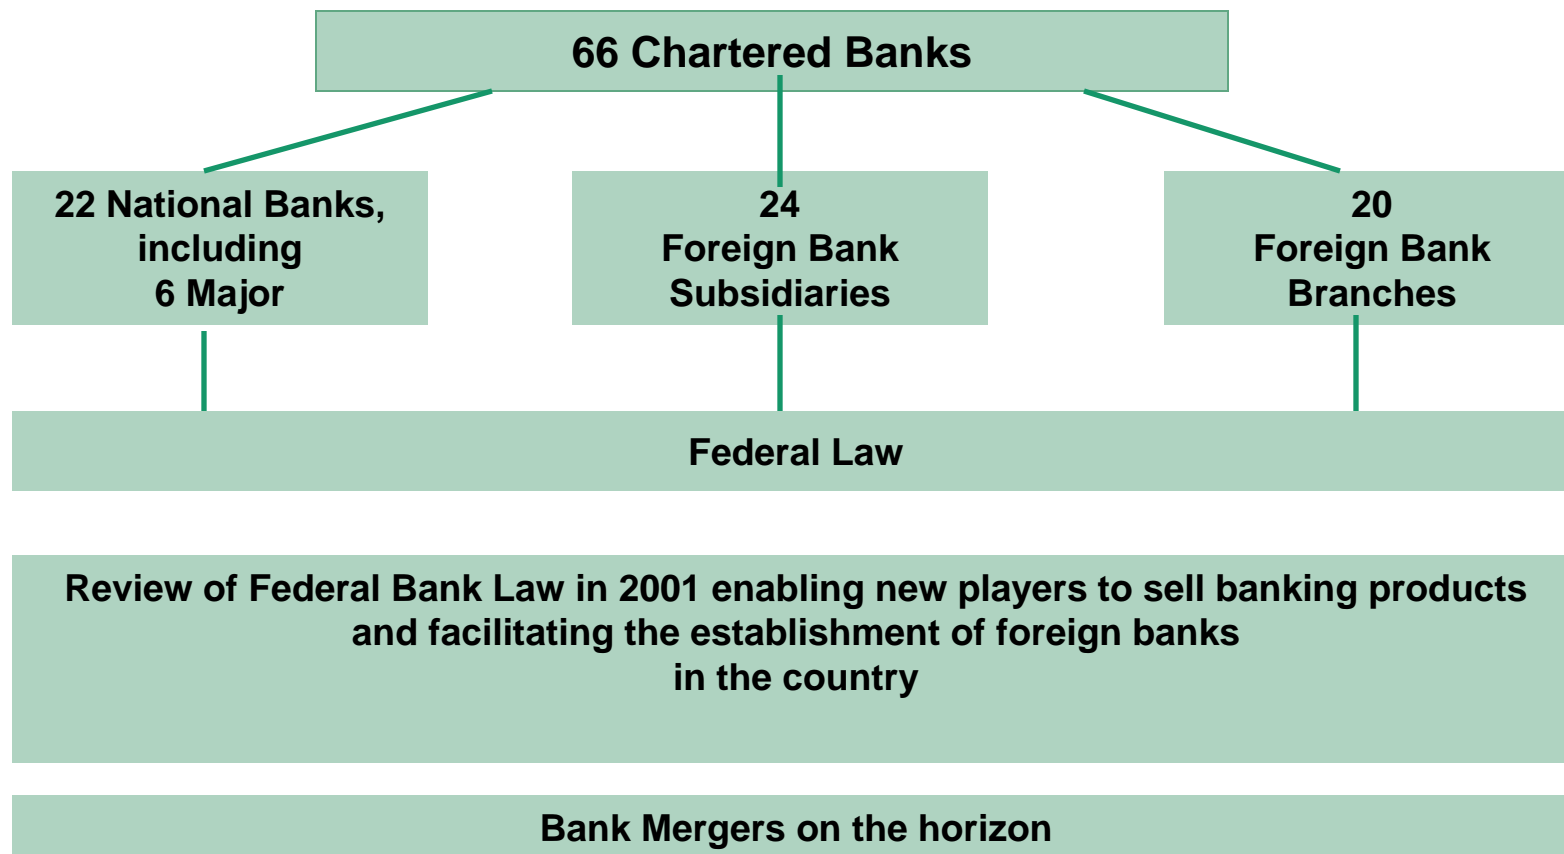 66 Chartered Banks
22 National Banks,
including
6 Major
24
Foreign Bank
Subsidiaries
20
Foreign Bank
Branches
Federal Law
Review of Federal Bank Law in 2001 enabling new players to sell banking products
and facilitating the establishment of foreign banks
in the country
Bank Mergers on the horizon